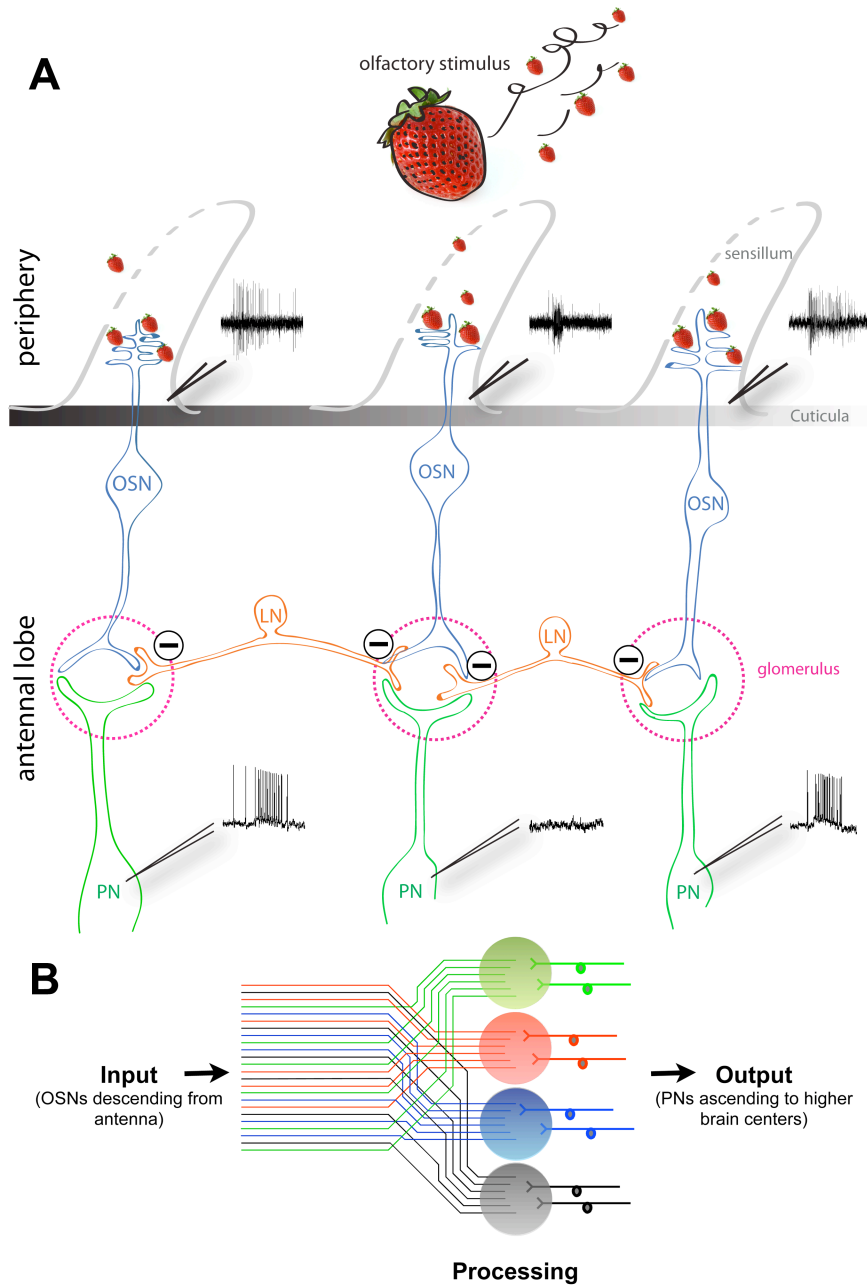 A
olfactory stimulus
periphery
sensillum
Cuticula
OSN
OSN
OSN
antennal lobe
LN
LN
glomerulus
PN
PN
PN
B
Input
(OSNs descending from
antenna)
Output
(PNs ascending to higher
brain centers)
Processing